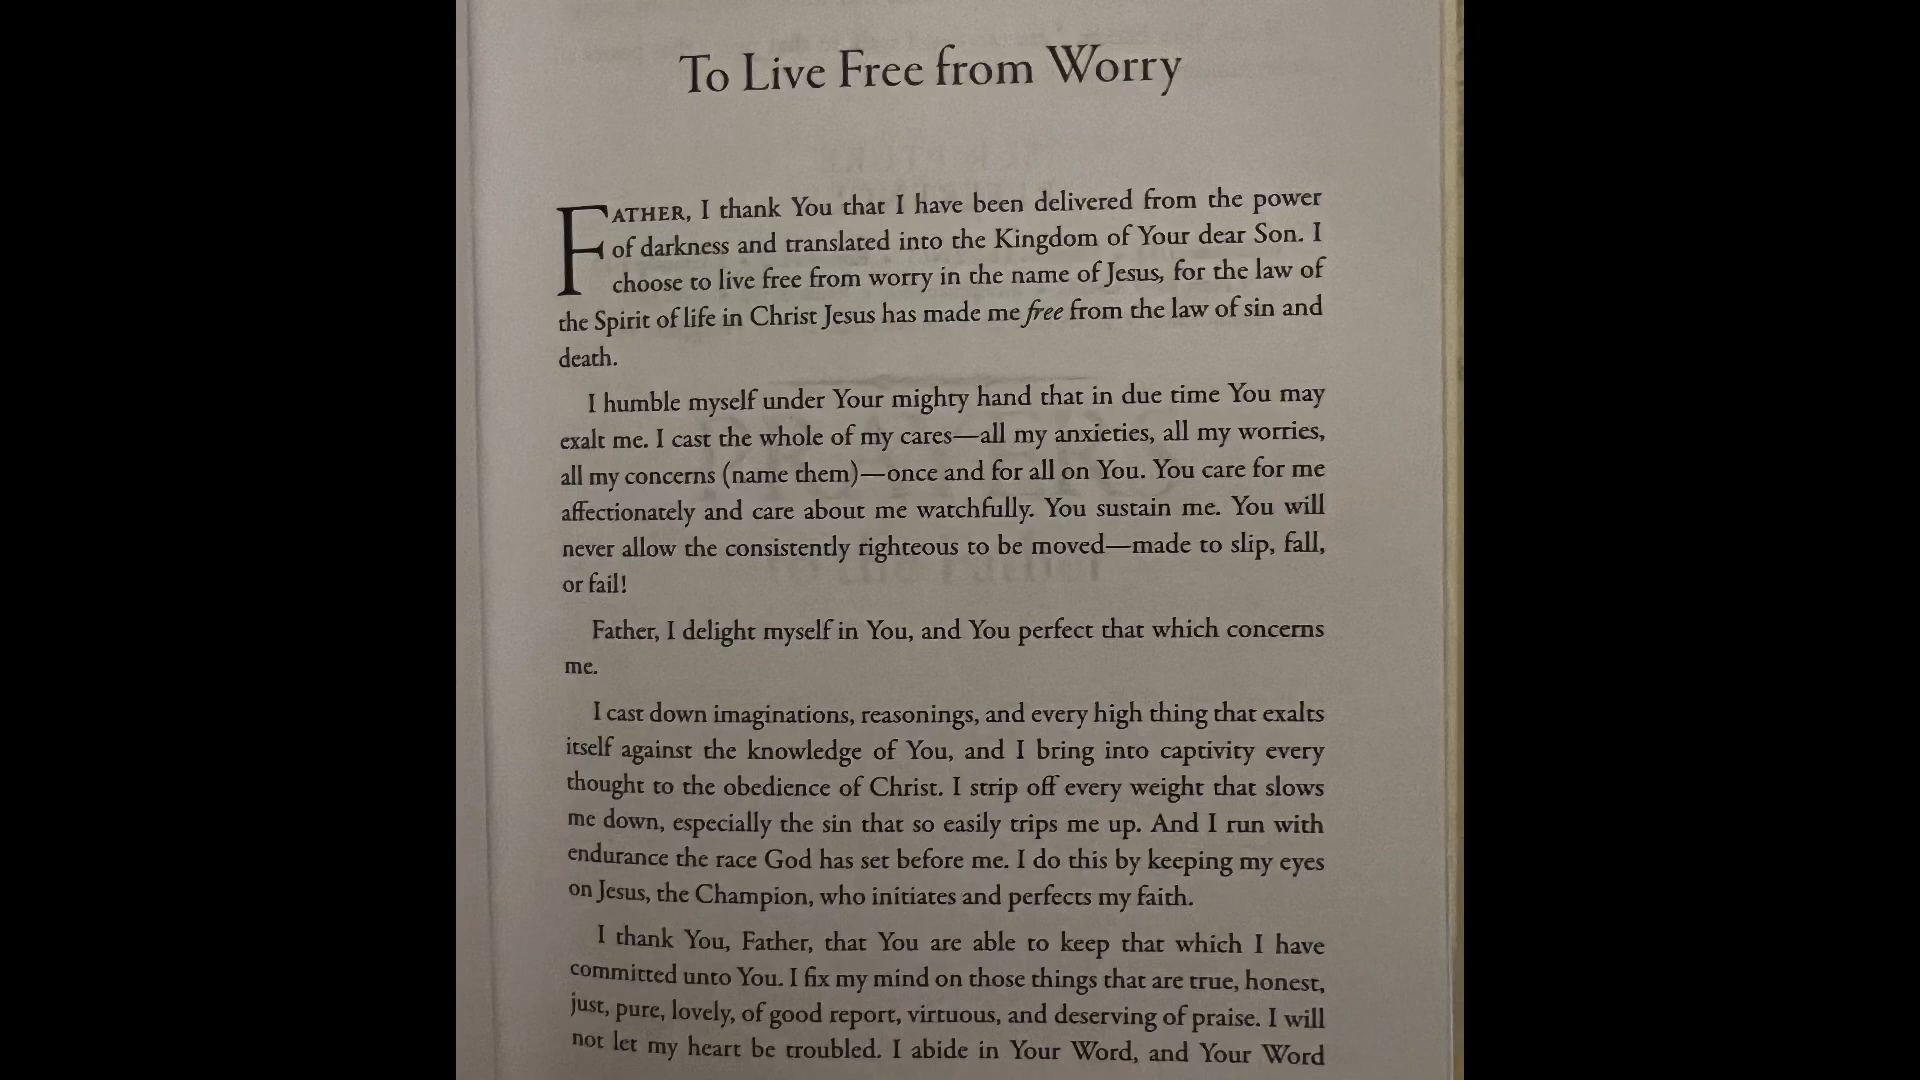 To Live Free from Worry
FATHER, I thank You that I have been delivered from the power
of darkness and translated into the Kingdom of Your dear Son. I
choose to live free from worry in the name of Jesus, for the law of
the Spirit of life in Christ Jesus has made me free from the law of sin and
death.
I humble myself under Your mighty hand that in due time You may
exalt me. I cast the whole of my cares—all my anxieties, all my worries,
all my concerns (name them)—once and for all on You. You care for me
affectionately and care about me watchfully. You sustain me. You will
never allow the consistently righteous to be moved—made to slip, fall,
or fail!
Father, I delight myself in You, and You perfect that which concerns
me.
I cast down imaginations, reasonings, and every high thing that exalts
itself against the knowledge of You, and I bring into captivity every
thought to the obedience of Christ. I strip off every weight that slows
me down, especially the sin that so easily trips me up. And I run with
endurance the race God has set before me. I do this by keeping my eyes
on Jesus, the Champion, who initiates and perfects my faith.
I thank You, Father, that You are able to keep that which I have
committed unto You. I fix my mind on those things that are true, honest,
just, pure, lovely, of good report, virtuous, and deserving of praise. I will
not let my heart be troubled. I abide in Your Word, and Your Word